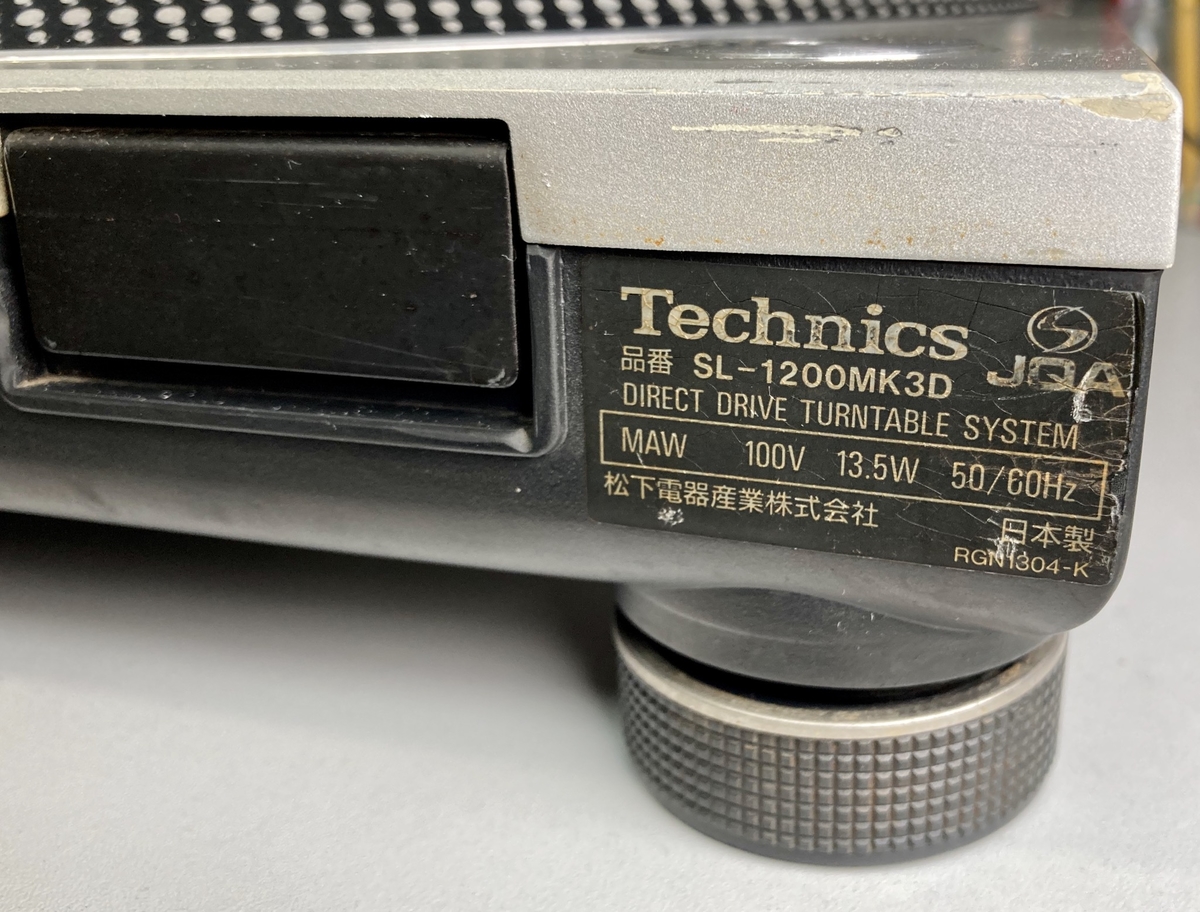 Technics
JQA
品番 SL-1200MK3D
DIRECT DRIVE TURNTABLE SYSTEM
MAW 100V 13.5W 50/60Hz
松下電器産業株式会社
日本製
RGN1304-K